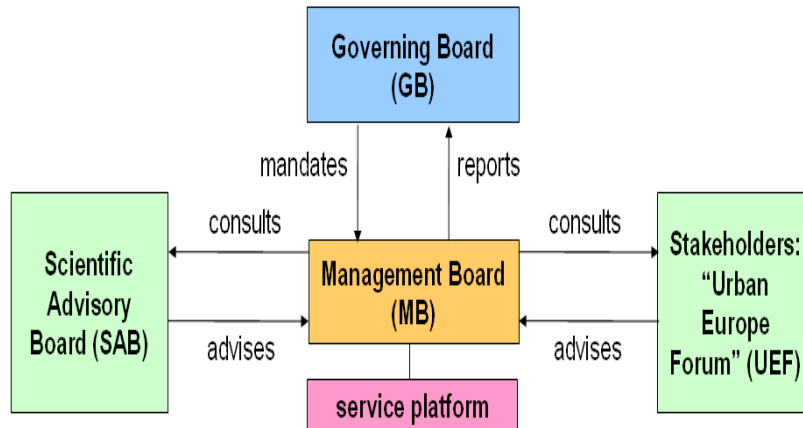 Governing Board
(GB)
mandates
reports
consults
consults
Scientific
Advisory
Board (SAB)
Management Board
(MB)
Stakeholders:
“Urban
Europe
Forum” (UEF)
advises
advises
service platform